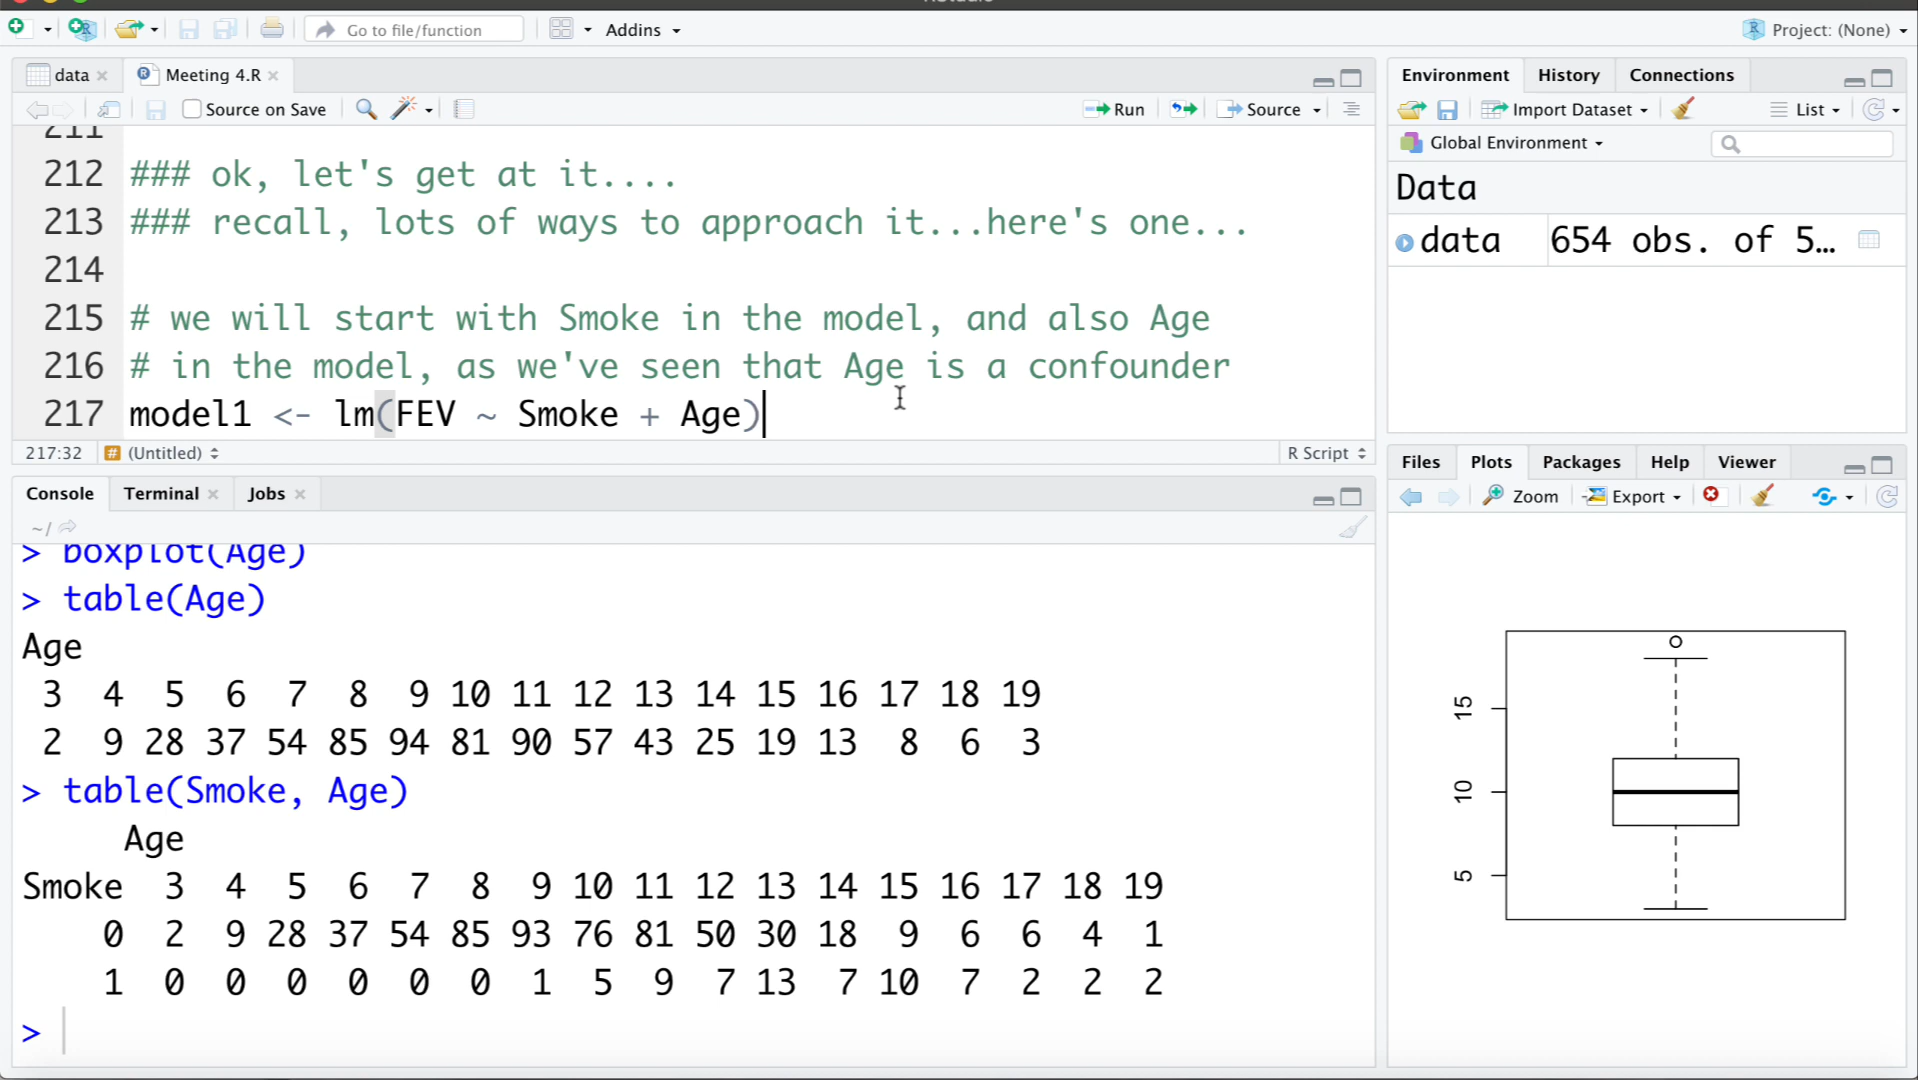 RStudio
Go to file/function
Addins
Project: (None)
data
Meeting 4.R
Source on Save
Run
Source
211
212 ### ok, let's get at it....
213 ### recall, lots of ways to approach it...here's one...
214
215 # we will start with Smoke in the model, and also Age
216 # in the model, as we've seen that Age is a confounder
217 model1 <- lm(FEV ~ Smoke + Age)
217:32
# (Untitled)
R Script
Console
Terminal
Jobs
~/
> boxplot(Age)
> table(Age)
Age
3 4 5 6 7 8 9 10 11 12 13 14 15 16 17 18 19
2 9 28 37 54 85 94 81 90 57 43 25 19 13 8 6 3
> table(Smoke, Age)
Age
Smoke 3 4 5 6 7 8 9 10 11 12 13 14 15 16 17 18 19
0 2 9 28 37 54 85 93 76 81 50 30 18 9 6 6 4 1
1 0 0 0 0 0 0 1 5 9 7 13 7 10 7 2 2 2
>
Environment
History
Connections
Import Dataset
List
Global Environment
Data
data 654 obs. of 5…
Files
Plots
Packages
Help
Viewer
Zoom
Export
15
10
5